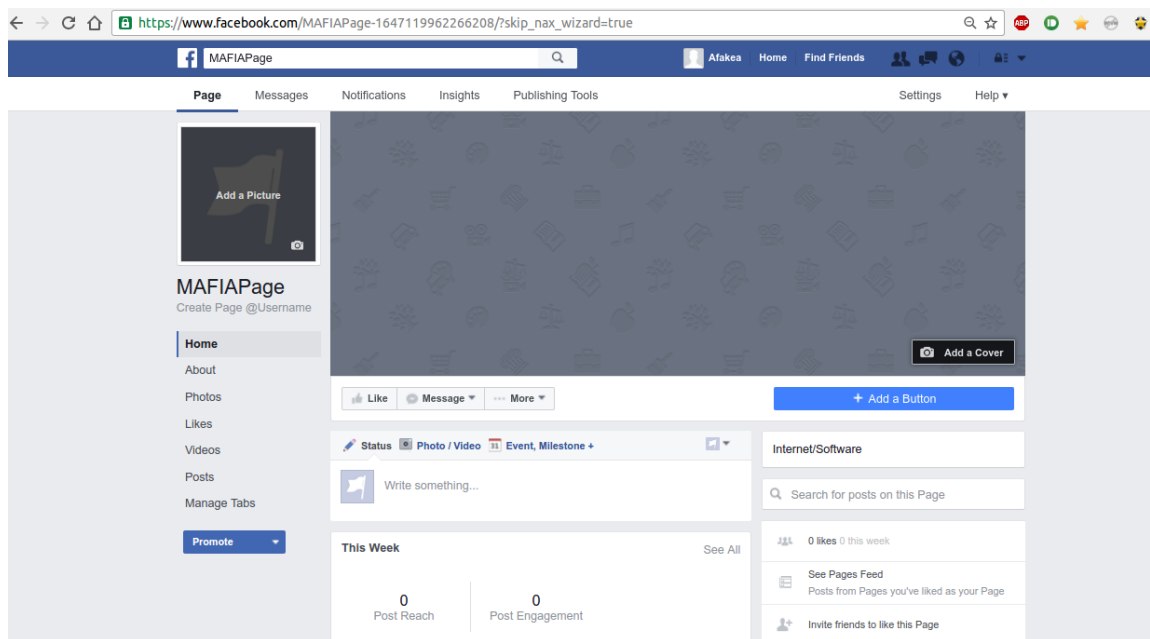 https://www.facebook.com/MAFIAPage-1647119962266208/?skip_nax_wizard=true
ABP
f MAFIAPage Afakea Home Find Friends
Page Messages Notifications Insights Publishing Tools Settings Help
Add a Picture
MAFIAPage
Create Page @Username
Home
About
Photos
Likes
Videos
Posts
Manage Tabs
Promote
Add a Cover
Like Message More
+ Add a Button
Status Photo / Video 31 Event, Milestone +
Write something...
This Week See All
0 0
Post Reach Post Engagement
Internet/Software
Search for posts on this Page
0 likes 0 this week
See Pages Feed
Posts from Pages you've liked as your Page
Invite friends to like this Page